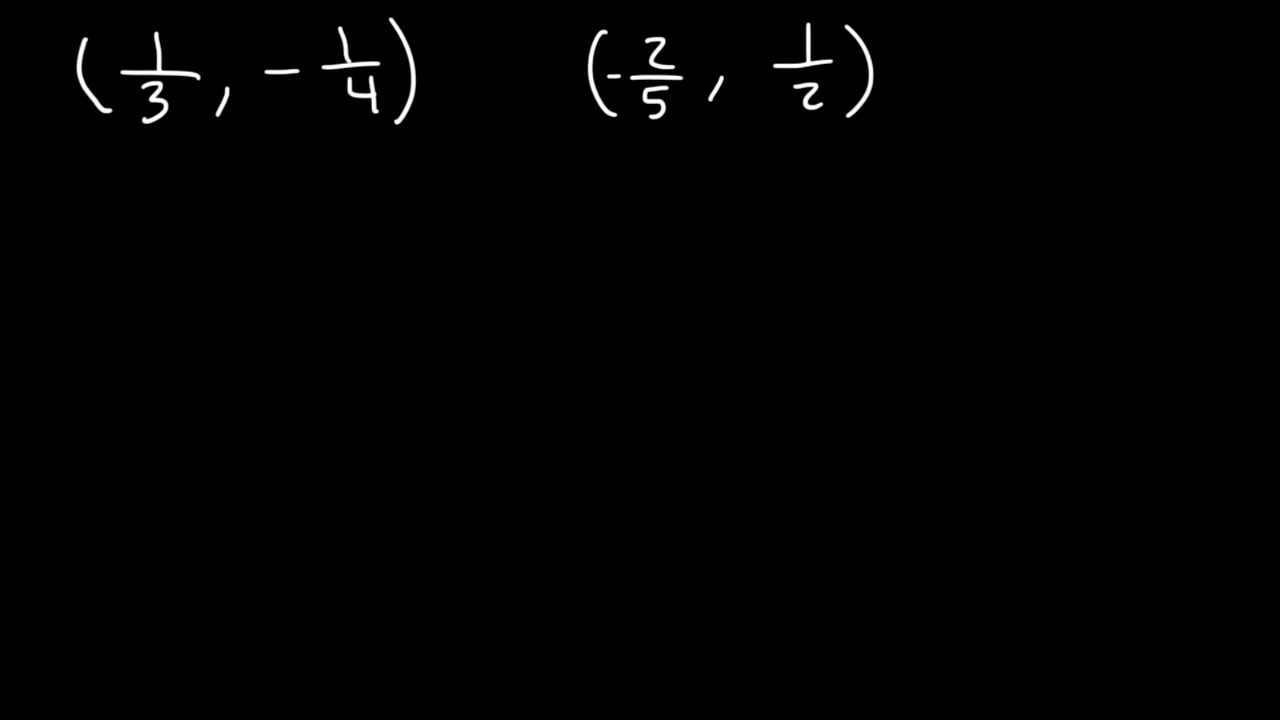 (1/3, -1/4) (-2/5, 1/2)